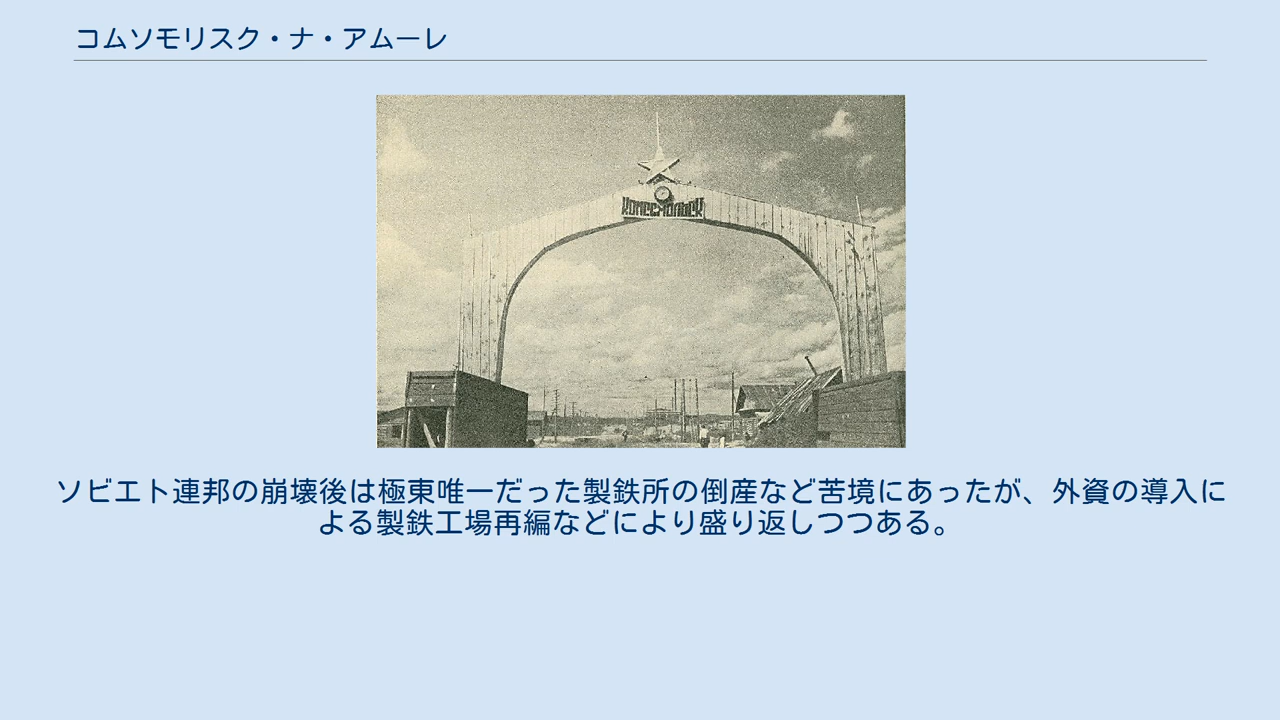 コムソモリスク・ナ・アムーレ
ソビエト連邦の崩壊後は極東唯一だった製鉄所の倒産など苦境にあったが、外資の導入に
よる製鉄工場再編などにより盛り返しつつある。